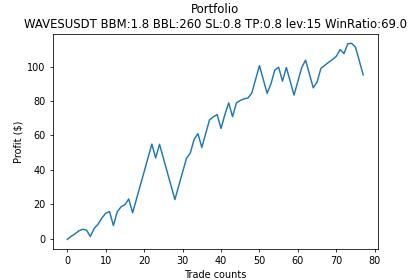 Portfolio
WAVESUSDT BBM:1.8 BBL:260 SL:0.8 TP:0.8 lev:15 WinRatio:69.0
Profit ($)
100
80
60
40
20
0
0 10 20 30 40 50 60 70 80
Trade counts